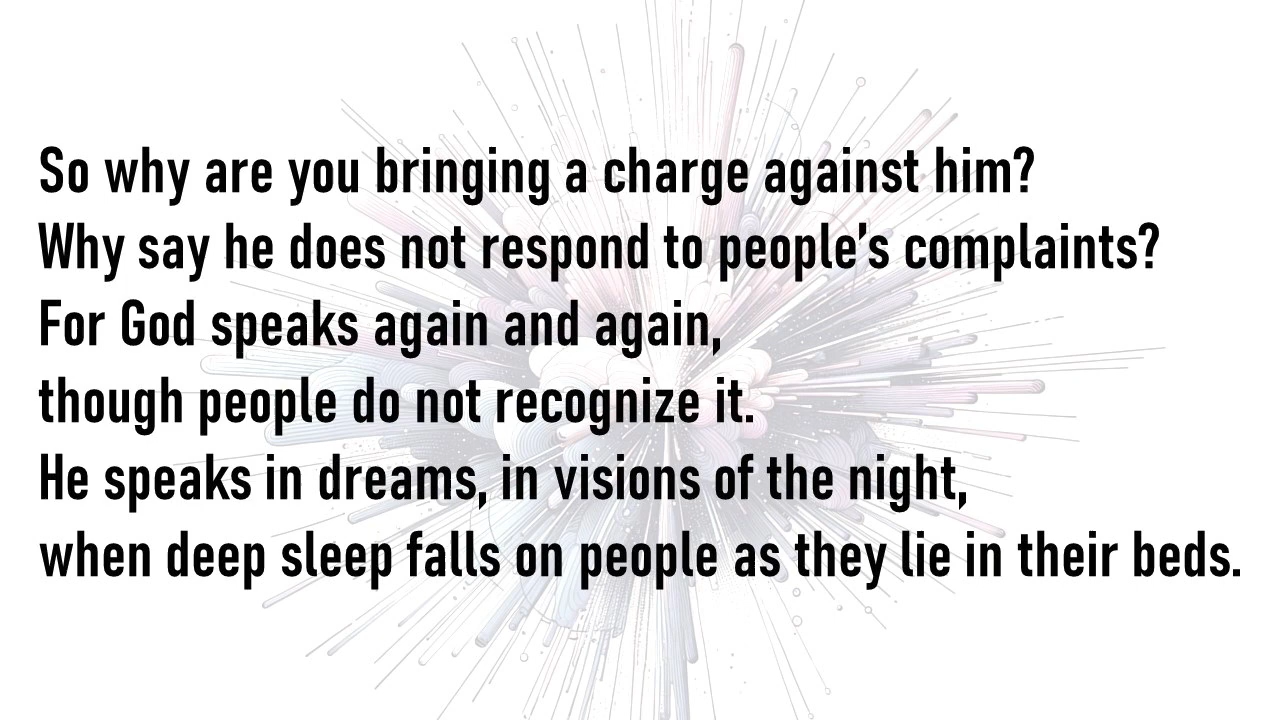 So why are you bringing a charge against him?
Why say he does not respond to people's complaints?
For God speaks again and again,
though people do not recognize it.
He speaks in dreams, in visions of the night,
when deep sleep falls on people as they lie in their beds.